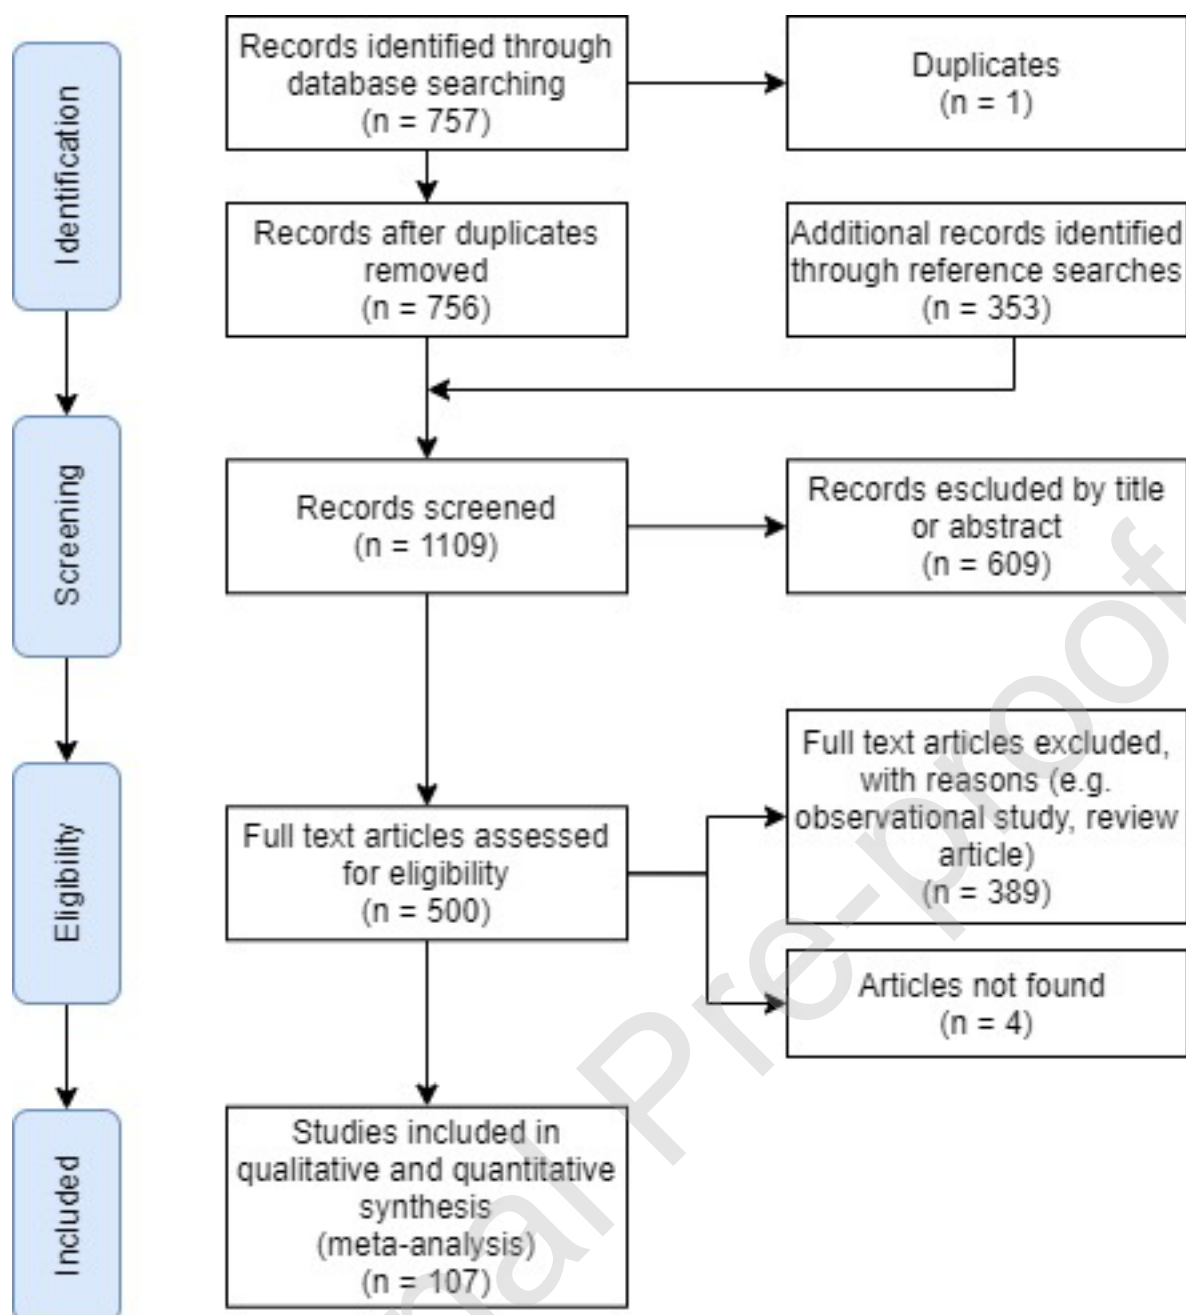 Identification
Records identified through
database searching
(n = 757)
Duplicates
(n = 1)
Records after duplicates
removed
(n = 756)
Additional records identified
through reference searches
(n = 353)
Screening
Records screened
(n = 1109)
Records escluded by title
or abstract
(n = 609)
Eligibility
Full text articles assessed
for eligibility
(n = 500)
Full text articles excluded,
with reasons (e.g.
observational study, review
article)
(n = 389)
Articles not found
(n = 4)
Included
Studies included in
qualitative and quantitative
synthesis
(meta-analysis)
(n = 107)
nal Pre-proof